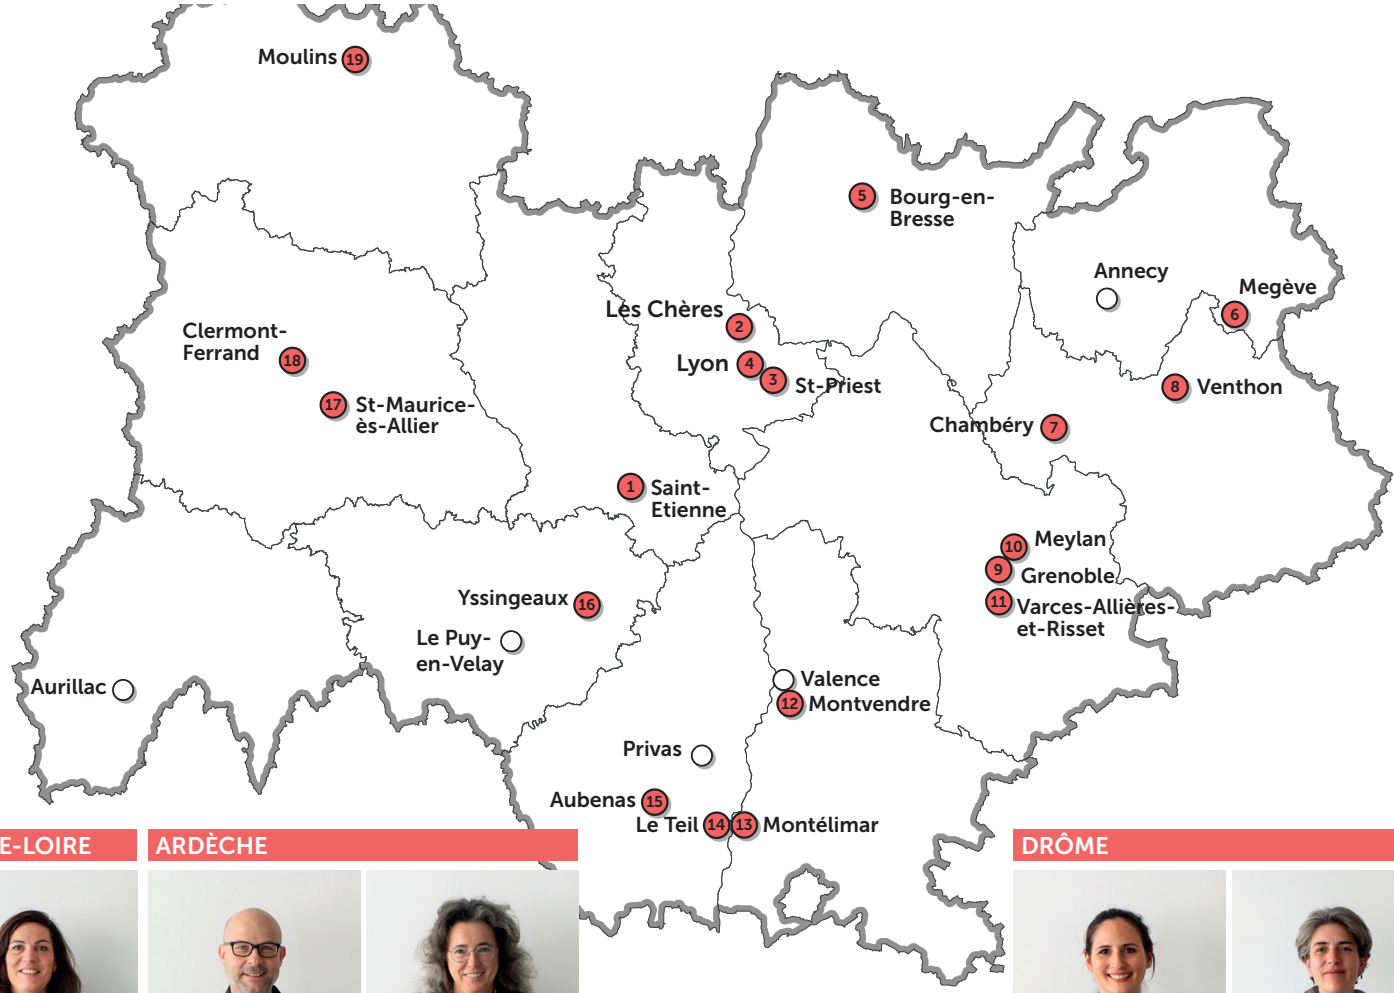 Moulins 19
5 Bourg-en-
Bresse
Annecy
Megève
6
Les Chères
2
Clermont-
Ferrand 18
Lyon 4
3 St-Priest
8 Venthon
17 St-Maurice-
ès-Allier
Chambéry 7
1 Saint-
Etienne
10 Meylan
9 Grenoble
Yssingeaux 16
11 Varces-Allières-
et-Risset
Le Puy-
en-Velay
Aurillac
Valence
12 Montvendre
Privas
Aubenas 15
Le Teil 14 13 Montélimar
E-LOIRE
ARDÈCHE
DRÔME